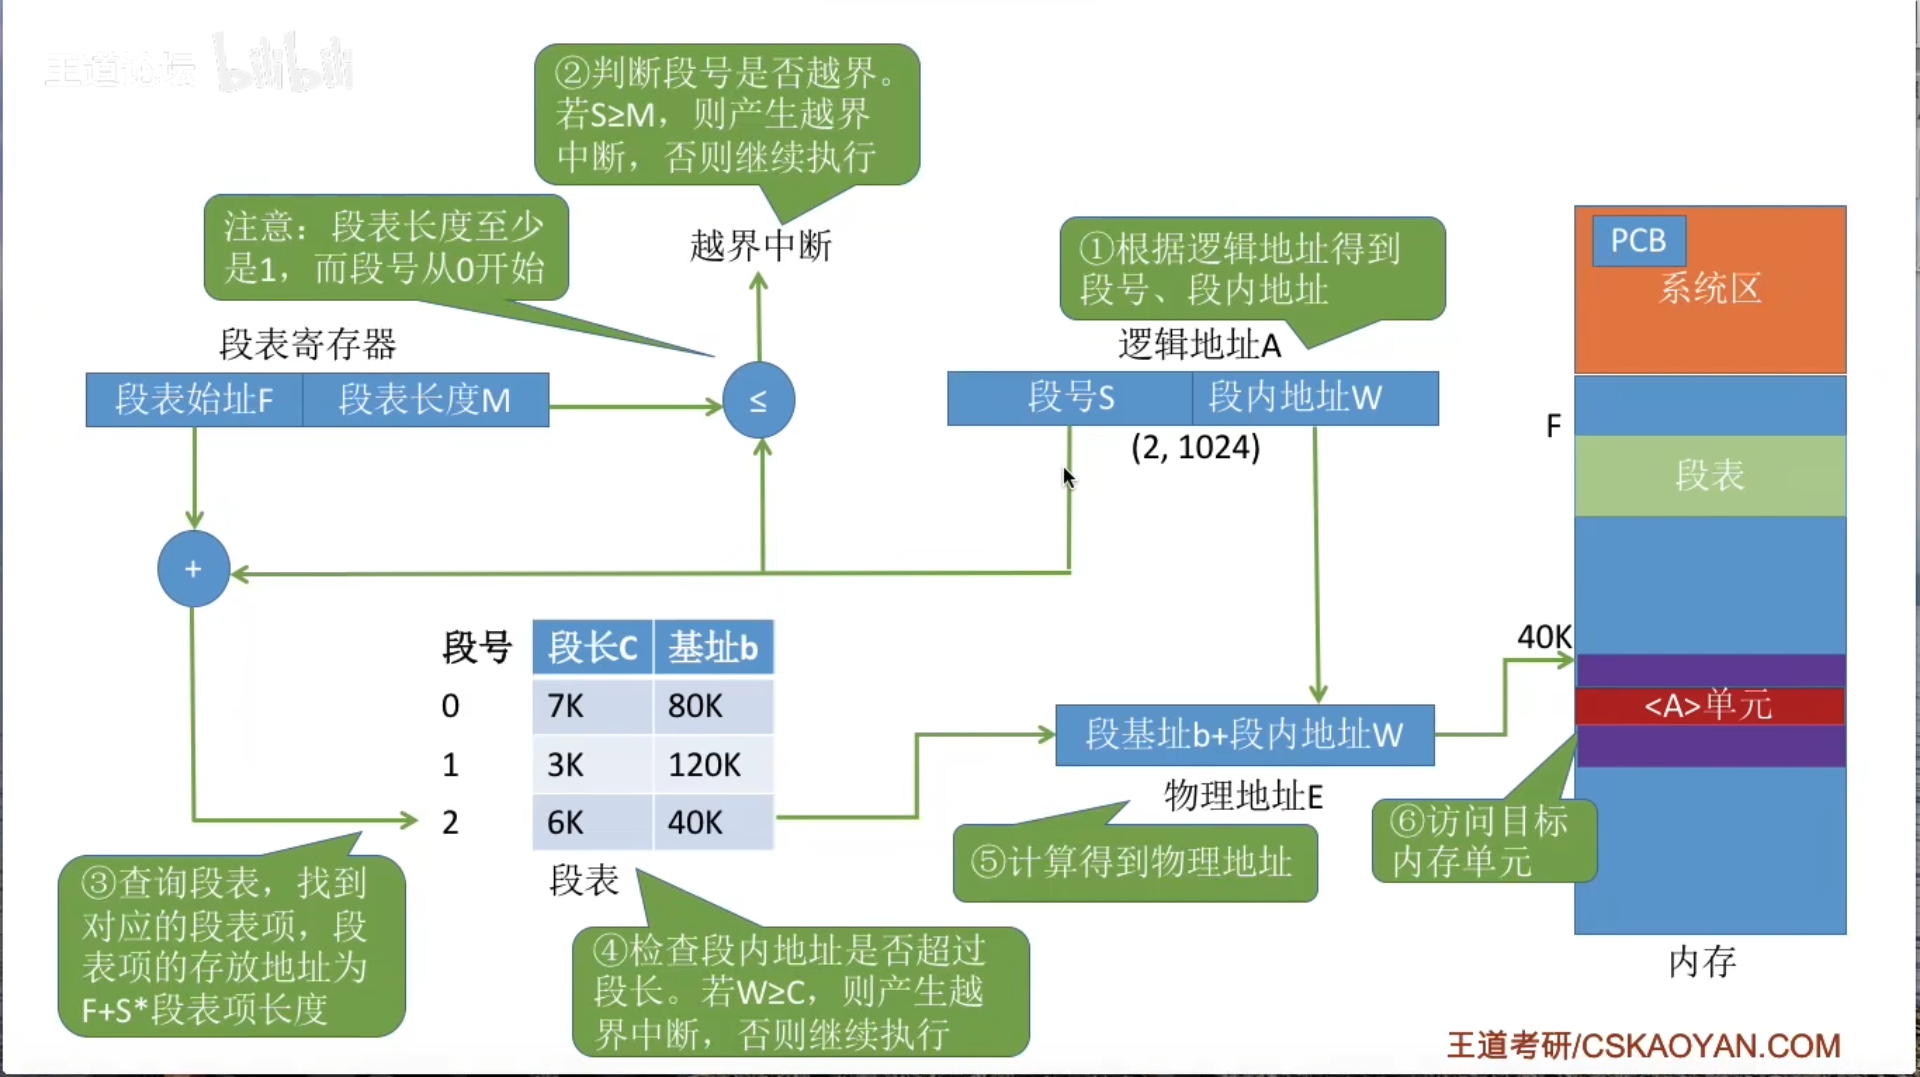 王道论坛 bilibili
②判断段号是否越界。
若S≥M，则产生越界
中断，否则继续执行
注意：段表长度至少
是1，而段号从0开始
越界中断
①根据逻辑地址得到
段号、段内地址
PCB
系统区
段表寄存器
逻辑地址A
段表始址F 段表长度M
≤
段号S 段内地址W
(2, 1024)
F
段表
+
40K
段号 段长C 基址b
0 7K 80K
1 3K 120K
2 6K 40K
段表
<A>单元
段基址b+段内地址W
物理地址E
⑥访问目标
内存单元
⑤计算得到物理地址
③查询段表，找到
对应的段表项，段
表项的存放地址为
F+S*段表项长度
④检查段内地址是否超过
段长。若W≥C，则产生越
界中断，否则继续执行
内存
王道考研/CSKAOYAN.COM